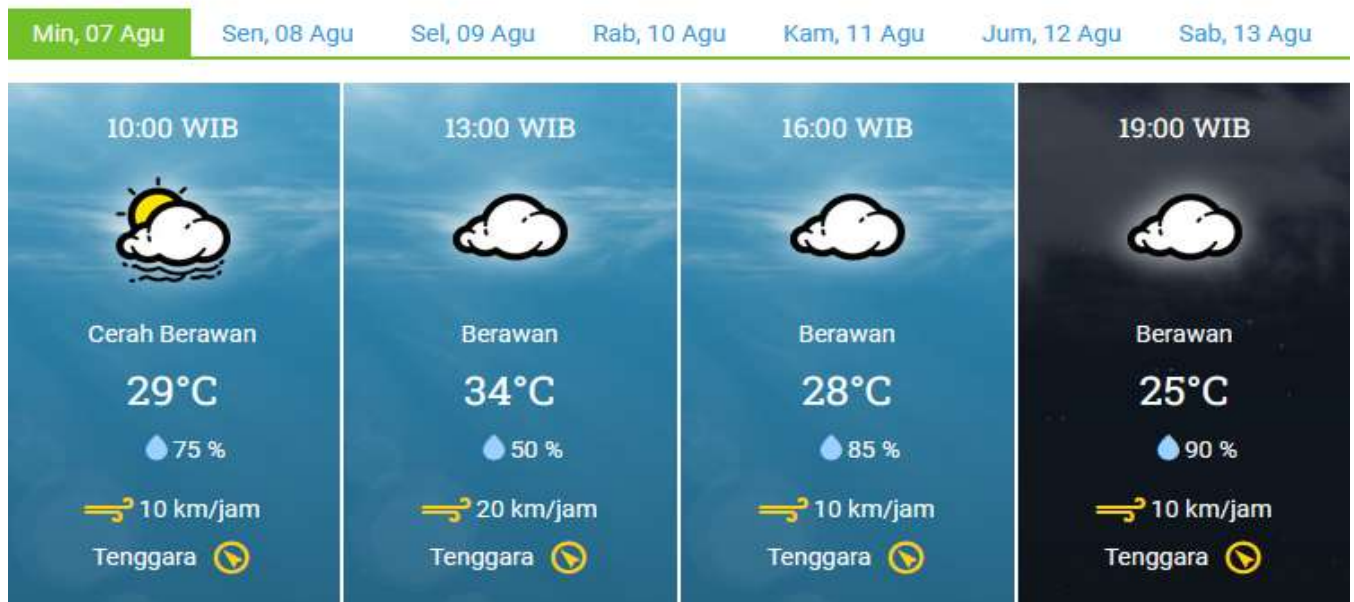 Min, 07 Agu
Sen, 08 Agu
Sel, 09 Agu
Rab, 10 Agu
Kam, 11 Agu
Jum, 12 Agu
Sab, 13 Agu
10:00 WIB
Cerah Berawan
29°C
75 %
10 km/jam
Tenggara
13:00 WIB
Berawan
34°C
50 %
20 km/jam
Tenggara
16:00 WIB
Berawan
28°C
85 %
10 km/jam
Tenggara
19:00 WIB
Berawan
25°C
90 %
10 km/jam
Tenggara